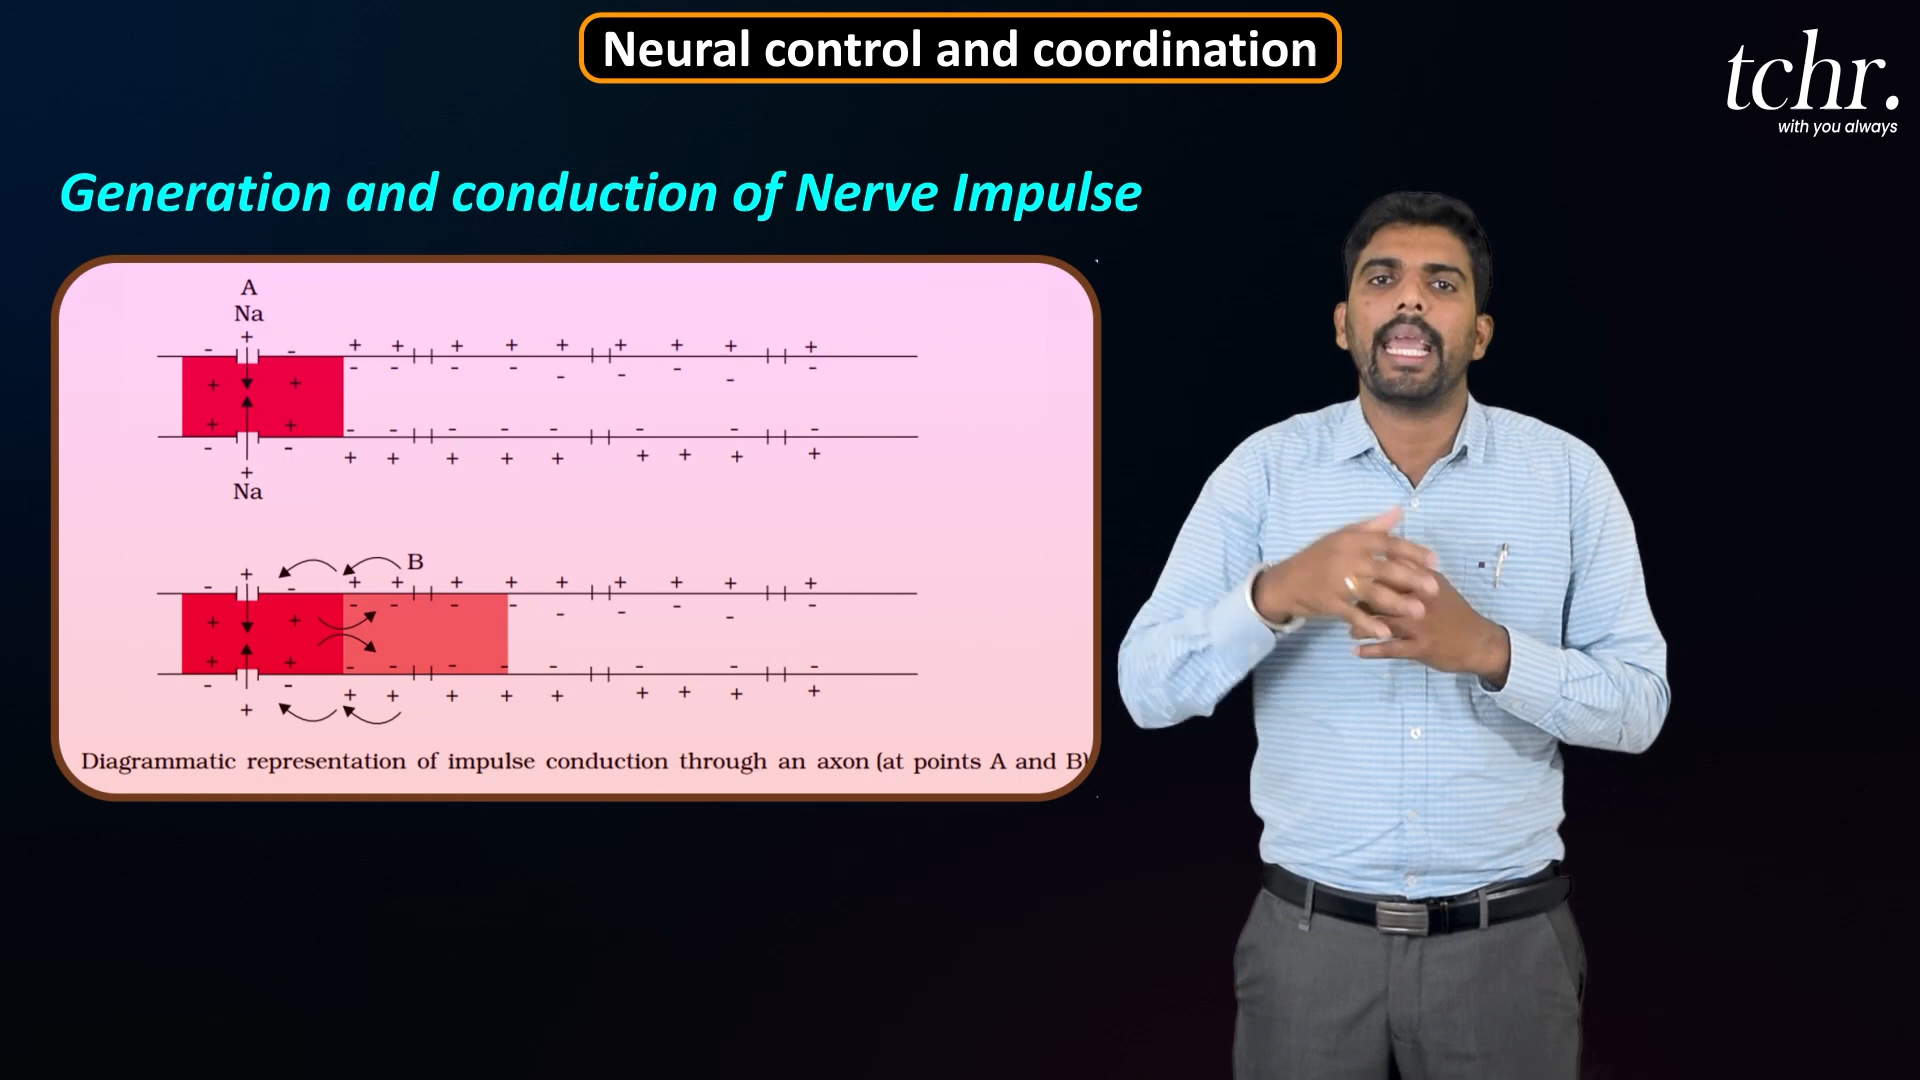 Neural control and coordination
tchr.
with you always
Generation and conduction of Nerve Impulse
A
Na
+
- - + + + + + + + +
- - - - - - - - -
+ +
+ +
- - - - - - - -
- - + + + + + + + + +
+
Na
B
+
- - + + + + + + + + +
- - - - - - - - -
+ +
+ +
- - - - - - - -
- - + + + + + + + + +
+
Diagrammatic representation of impulse conduction through an axon (at points A and B)